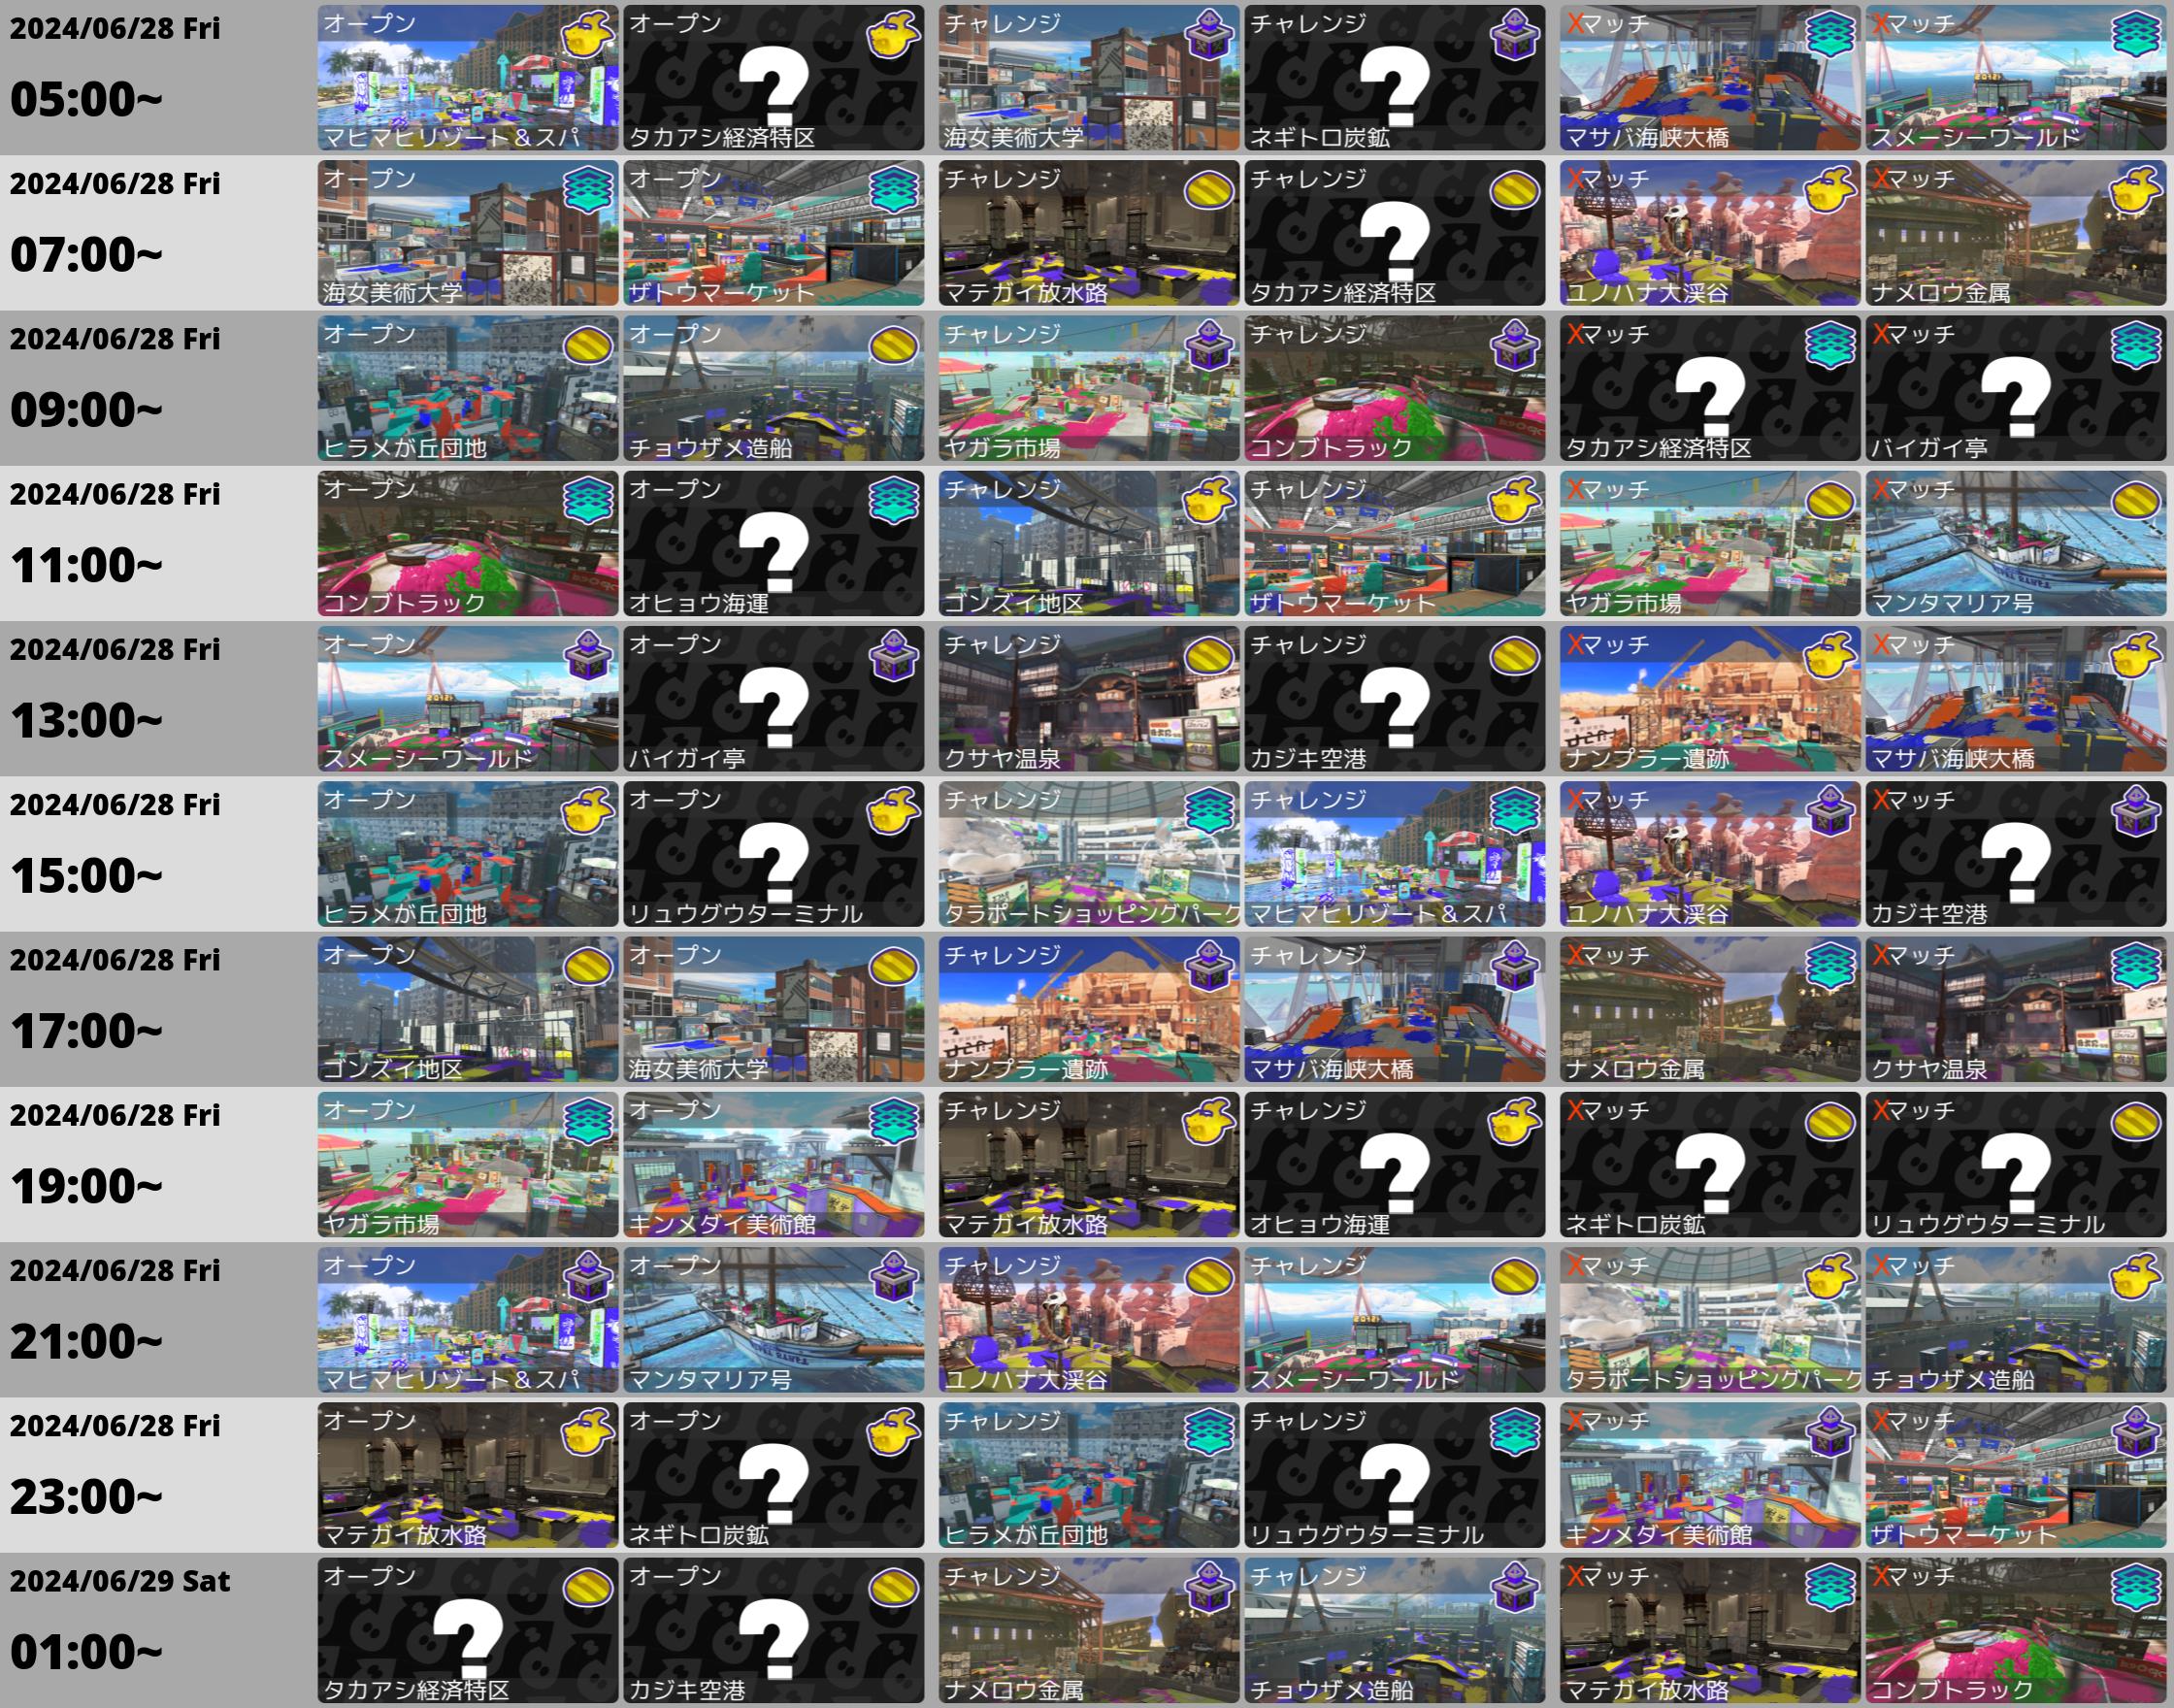 2024/06/28 Fri
05:00~
オープン
マヒマヒリゾート＆スパ
オープン
?
タカアシ経済特区
チャレンジ
海女美術大学
チャレンジ
?
ネギトロ炭鉱
Xマッチ
マサバ海峡大橋
Xマッチ
スメーシーワールド
2024/06/28 Fri
07:00~
オープン
海女美術大学
オープン
ザトウマーケット
チャレンジ
マテガイ放水路
チャレンジ
?
タカアシ経済特区
Xマッチ
ユノハナ大渓谷
Xマッチ
ナメロウ金属
2024/06/28 Fri
09:00~
オープン
ヒラメが丘団地
オープン
チョウザメ造船
チャレンジ
ヤガラ市場
チャレンジ
コンブトラック
Xマッチ
?
タカアシ経済特区
Xマッチ
?
バイガイ亭
2024/06/28 Fri
11:00~
オープン
コンブトラック
オープン
?
オヒョウ海運
チャレンジ
ゴンズイ地区
チャレンジ
ザトウマーケット
Xマッチ
ヤガラ市場
Xマッチ
マンタマリア号
2024/06/28 Fri
13:00~
オープン
スメーシーワールド
オープン
?
バイガイ亭
チャレンジ
クサヤ温泉
チャレンジ
?
カジキ空港
Xマッチ
ナンプラー遺跡
Xマッチ
マサバ海峡大橋
2024/06/28 Fri
15:00~
オープン
ヒラメが丘団地
オープン
?
リュウグウターミナル
チャレンジ
タラポートショッピングパーク
チャレンジ
マヒマヒリゾート＆スパ
Xマッチ
ユノハナ大渓谷
Xマッチ
?
カジキ空港
2024/06/28 Fri
17:00~
オープン
ゴンズイ地区
オープン
海女美術大学
チャレンジ
ナンプラー遺跡
チャレンジ
マサバ海峡大橋
Xマッチ
ナメロウ金属
Xマッチ
クサヤ温泉
2024/06/28 Fri
19:00~
オープン
ヤガラ市場
オープン
キンメダイ美術館
チャレンジ
マテガイ放水路
チャレンジ
?
オヒョウ海運
Xマッチ
?
ネギトロ炭鉱
Xマッチ
?
リュウグウターミナル
2024/06/28 Fri
21:00~
オープン
マヒマヒリゾート＆スパ
オープン
マンタマリア号
チャレンジ
ユノハナ大渓谷
チャレンジ
スメーシーワールド
Xマッチ
タラポートショッピングパーク
Xマッチ
チョウザメ造船
2024/06/28 Fri
23:00~
オープン
マテガイ放水路
オープン
?
ネギトロ炭鉱
チャレンジ
ヒラメが丘団地
チャレンジ
?
リュウグウターミナル
Xマッチ
キンメダイ美術館
Xマッチ
ザトウマーケット
2024/06/29 Sat
01:00~
オープン
?
タカアシ経済特区
オープン
?
カジキ空港
チャレンジ
ナメロウ金属
チャレンジ
チョウザメ造船
Xマッチ
マテガイ放水路
Xマッチ
コンブトラック